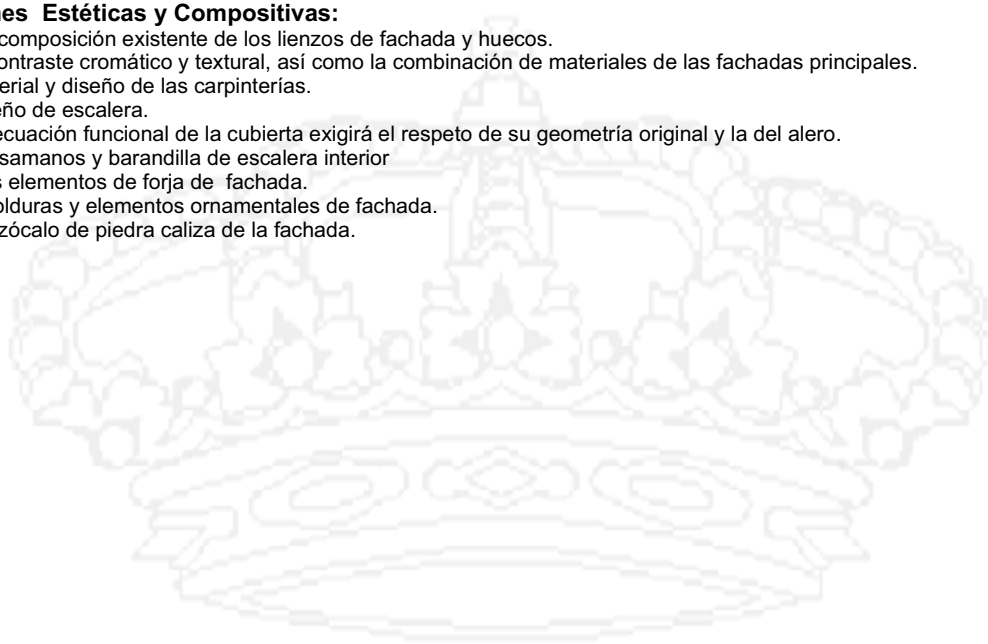 nes Estéticas y Compositivas:
composición existente de los lienzos de fachada y huecos.
ontraste cromático y textural, así como la combinación de materiales de las fachadas principales.
erial y diseño de las carpinterías.
eño de escalera.
ecuación funcional de la cubierta exigirá el respeto de su geometría original y la del alero.
samanos y barandilla de escalera interior
s elementos de forja de fachada.
olduras y elementos ornamentales de fachada.
zócalo de piedra caliza de la fachada.